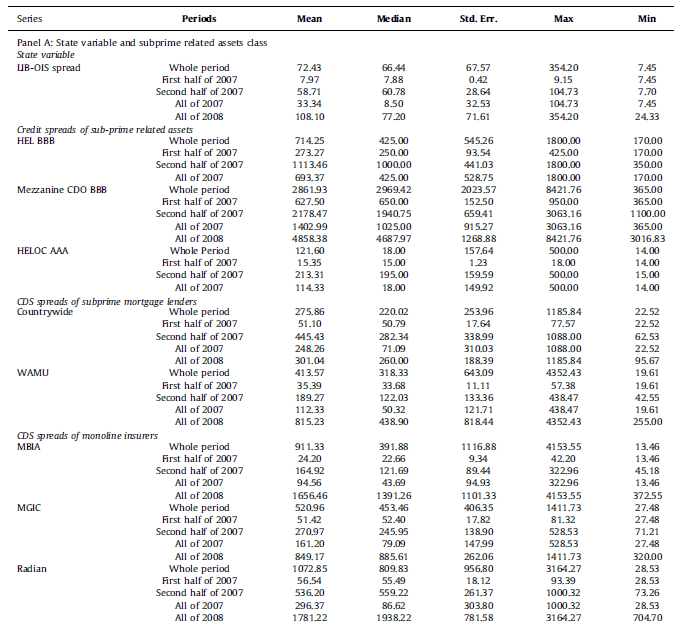 Series Periods Mean Median Std. Err. Max Min
Panel A: State variable and subprime related assets class
State variable
LIB-OIS spread Whole period 72.43 66.44 67.57 354.20 7.45
First half of 2007 7.97 7.88 0.42 9.15 7.45
Second half of 2007 58.71 60.78 28.64 104.73 7.70
All of 2007 33.34 8.50 32.53 104.73 7.45
All of 2008 108.10 77.20 71.61 354.20 24.33
Credit spreads of sub-prime related assets
HEL BBB Whole period 714.25 425.00 545.26 1800.00 170.00
First half of 2007 273.27 250.00 93.54 425.00 170.00
Second half of 2007 1113.46 1000.00 441.03 1800.00 350.00
All of 2007 693.37 425.00 528.75 1800.00 170.00
Mezzanine CDO BBB Whole period 2861.93 2969.42 2023.57 8421.76 365.00
First half of 2007 627.50 650.00 152.50 950.00 365.00
Second half of 2007 2178.47 1940.75 659.41 3063.16 1100.00
All of 2007 1402.99 1025.00 915.27 3063.16 365.00
All of 2008 4858.38 4687.97 1268.88 8421.76 3016.83
HELOC AAA Whole Period 121.60 18.00 157.64 500.00 14.00
First half of 2007 15.35 15.00 1.23 18.00 14.00
Second half of 2007 213.31 195.00 159.59 500.00 15.00
All of 2007 114.33 18.00 149.92 500.00 14.00
CDS spreads of subprime mortgage lenders
Countrywide Whole period 275.86 220.02 253.96 1185.84 22.52
First half of 2007 51.10 50.79 17.64 77.57 22.52
Second half of 2007 445.43 282.34 338.99 1088.00 62.53
All of 2007 248.26 71.09 310.03 1088.00 22.52
All of 2008 301.04 260.00 188.39 1185.84 95.67
WAMU Whole period 413.57 318.33 643.09 4352.43 19.61
First half of 2007 35.39 33.68 11.11 57.38 19.61
Second half of 2007 189.27 122.03 133.36 438.47 42.55
All of 2007 112.33 50.32 121.71 438.47 19.61
All of 2008 815.23 438.90 818.44 4352.43 255.00
CDS spreads of monoline insurers
MBIA Whole period 911.33 391.88 1116.88 4153.55 13.46
First half of 2007 24.20 22.66 9.34 42.20 13.46
Second half of 2007 164.92 121.69 89.44 322.96 45.18
All of 2007 94.56 43.69 94.93 322.96 13.46
All of 2008 1656.46 1391.26 1101.33 4153.55 372.55
MGIC Whole period 520.96 453.46 406.35 1411.73 27.48
First half of 2007 51.42 52.40 17.82 81.32 27.48
Second half of 2007 270.97 245.95 138.90 528.53 71.21
All of 2007 161.20 79.09 147.99 528.53 27.48
All of 2008 849.17 885.61 262.06 1411.73 320.00
Radian Whole period 1072.85 809.83 956.80 3164.27 28.53
First half of 2007 56.54 55.49 18.12 93.39 28.53
Second half of 2007 536.20 559.22 261.37 1000.32 73.26
All of 2007 296.37 86.62 303.80 1000.32 28.53
All of 2008 1781.22 1938.22 781.58 3164.27 704.70